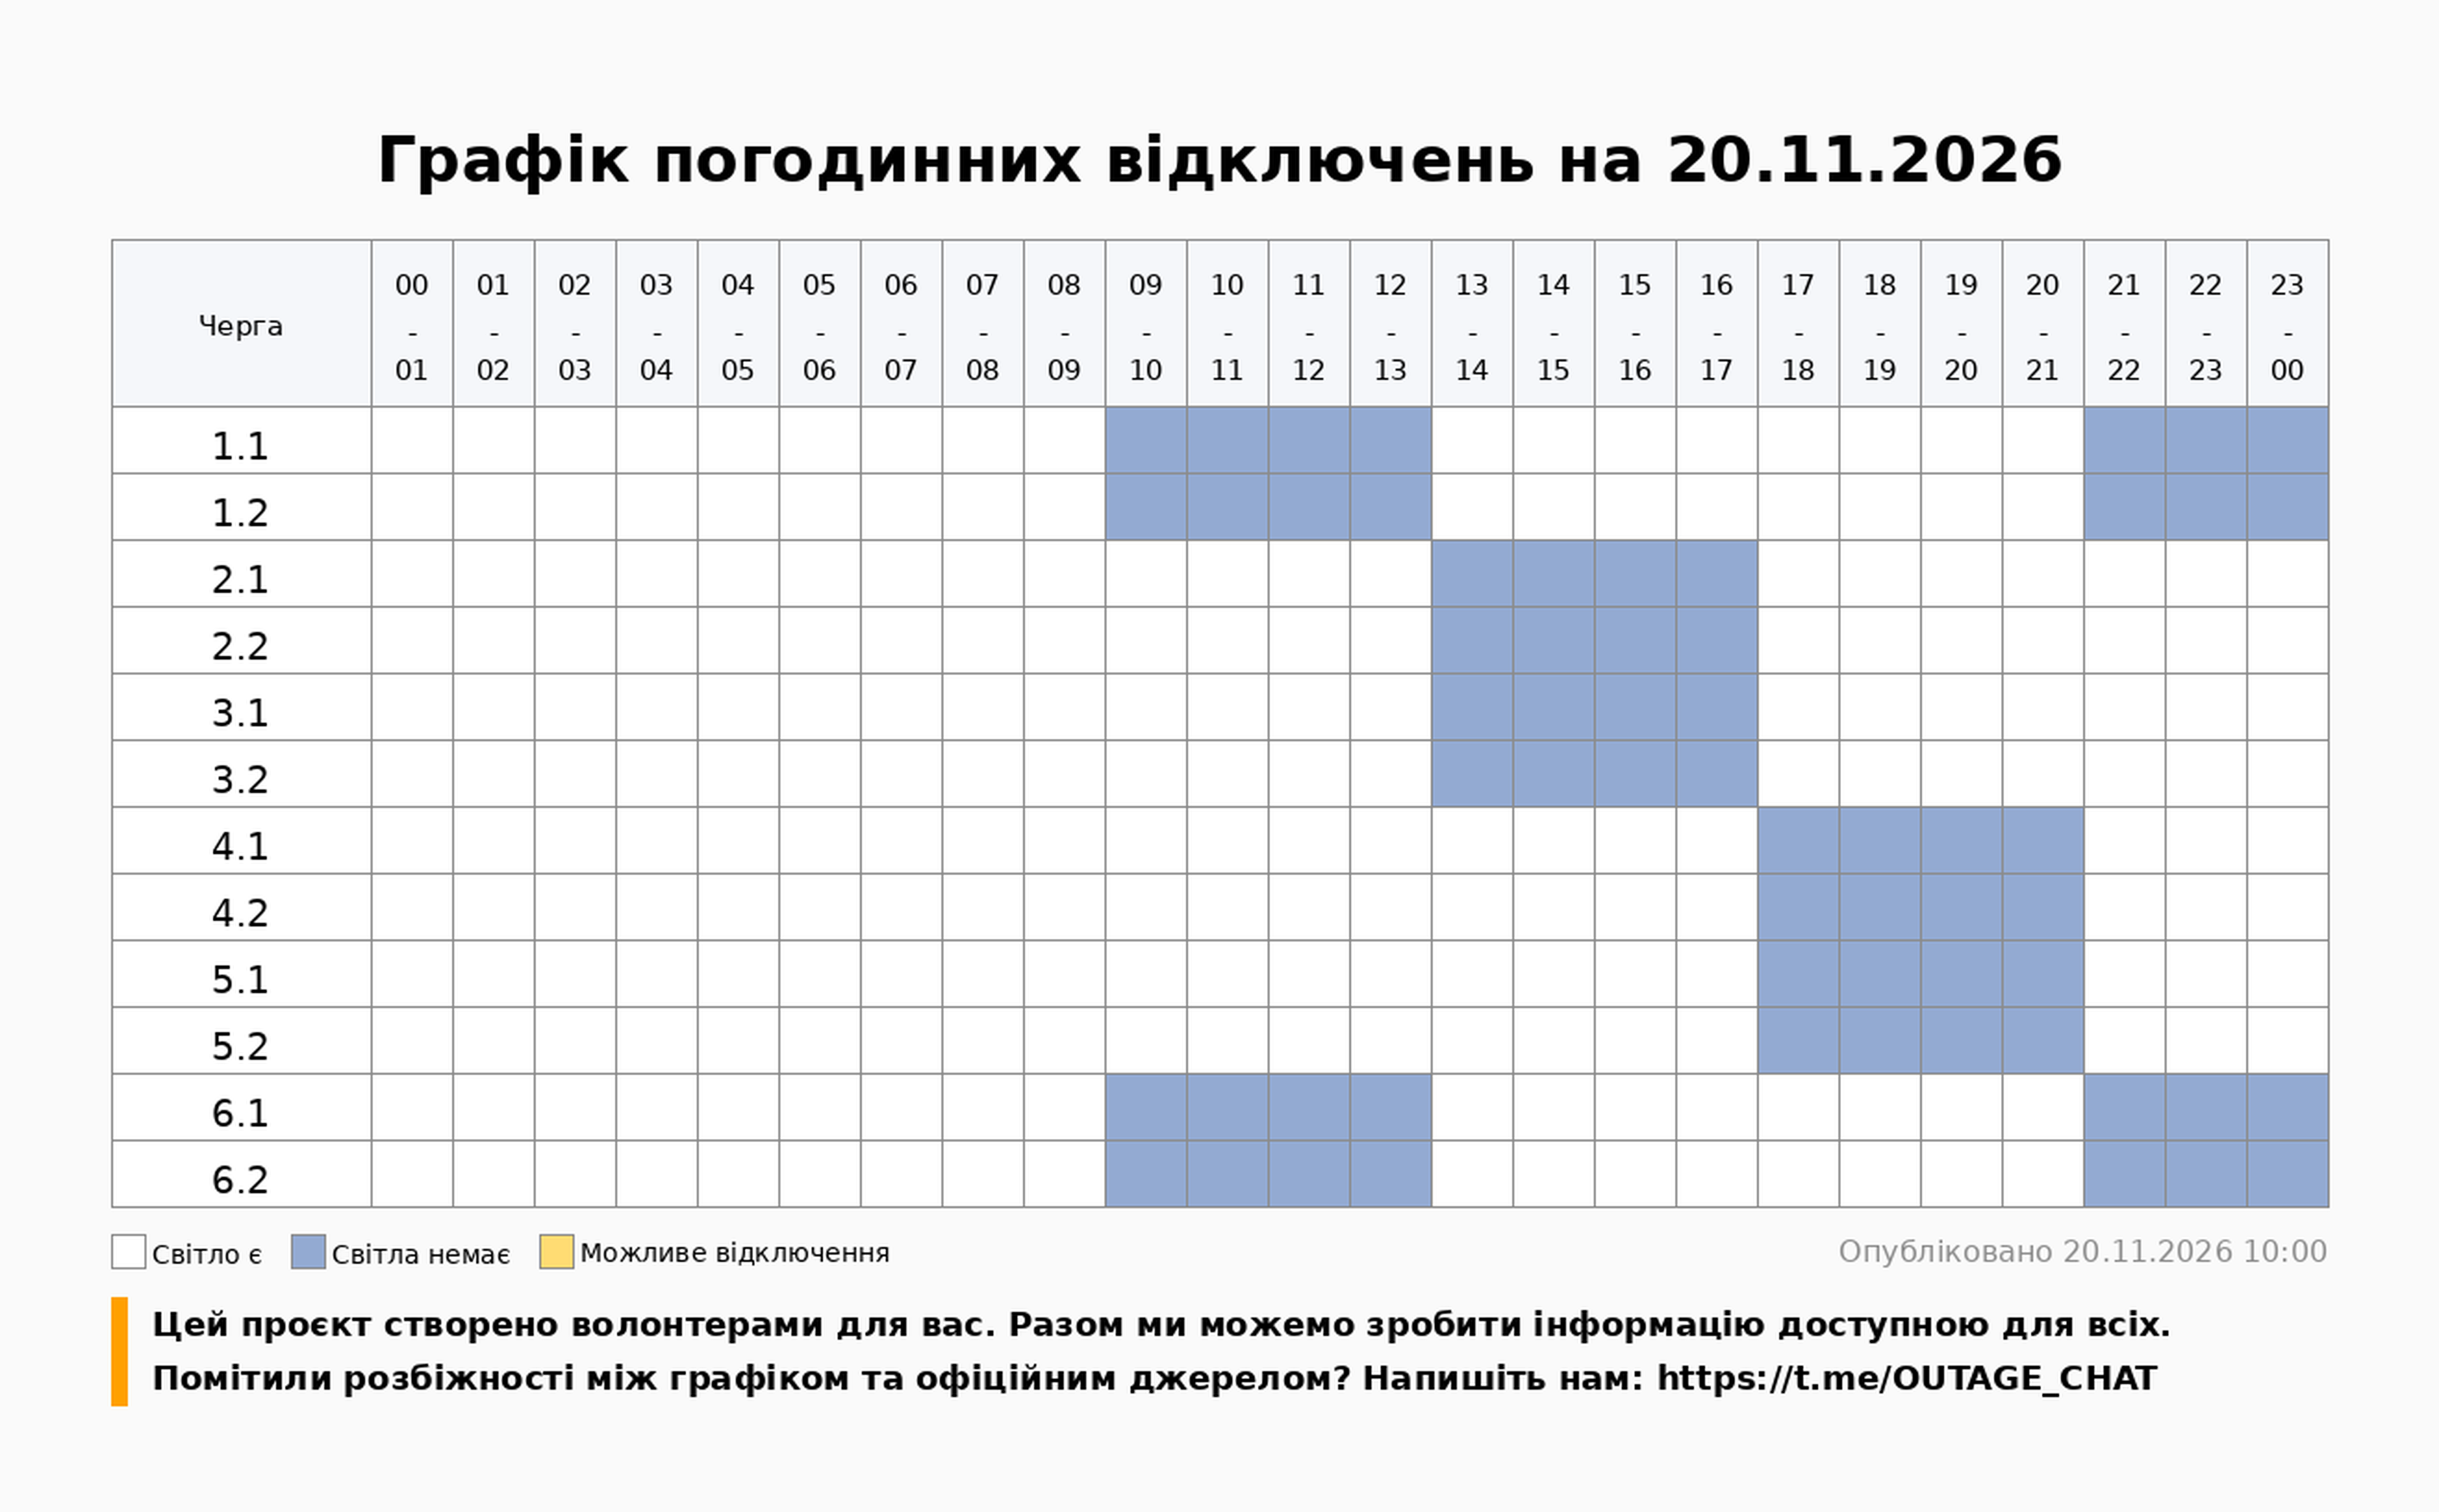 Графік погодинних відключень на 20.11.2026
Черга 00 - 01 01 - 02 02 - 03 03 - 04 04 - 05 05 - 06 06 - 07 07 - 08 08 - 09 09 - 10 10 - 11 11 - 12 12 - 13 13 - 14 14 - 15 15 - 16 16 - 17 17 - 18 18 - 19 19 - 20 20 - 21 21 - 22 22 - 23 23 - 00
1.1
1.2
2.1
2.2
3.1
3.2
4.1
4.2
5.1
5.2
6.1
6.2
Світло є Світла немає Можливе відключення Опубліковано 20.11.2026 10:00
Цей проєкт створено волонтерами для вас. Разом ми можемо зробити інформацію доступною для всіх.
Помітили розбіжності між графіком та офіційним джерелом? Напишіть нам: https://t.me/OUTAGE_CHAT